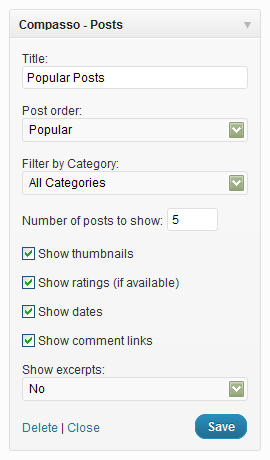 Compasso - Posts
Title:
Popular Posts
Post order:
Popular
Filter by Category:
All Categories
Number of posts to show: 5
Show thumbnails
Show ratings (if available)
Show dates
Show comment links
Show excerpts:
No
Delete | Close Save